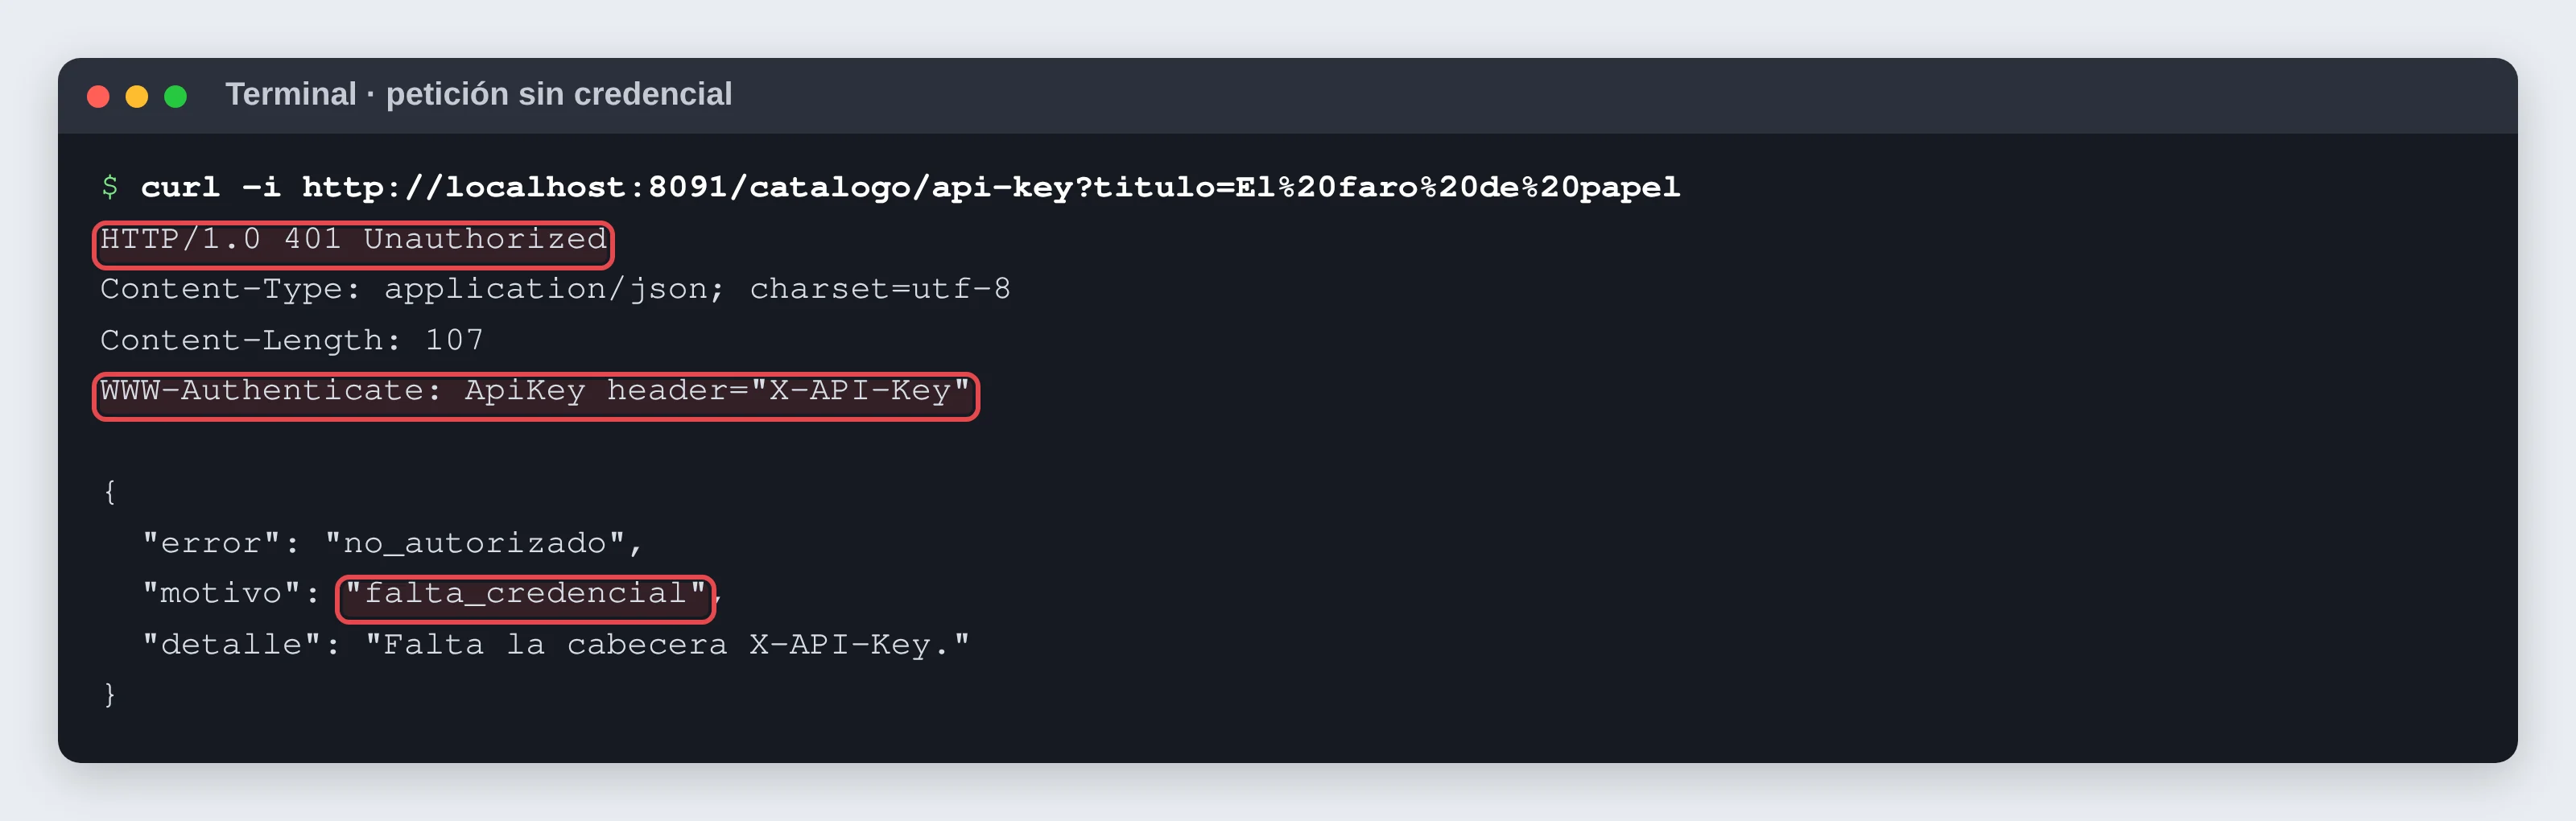 Terminal · petición sin credencial
$ curl -i http://localhost:8091/catalogo/api-key?titulo=El%20faro%20de%20papel
HTTP/1.0 401 Unauthorized
Content-Type: application/json; charset=utf-8
Content-Length: 107
WWW-Authenticate: ApiKey header="X-API-Key"
{
"error": "no_autorizado",
"motivo": "falta_credencial",
"detalle": "Falta la cabecera X-API-Key."
}